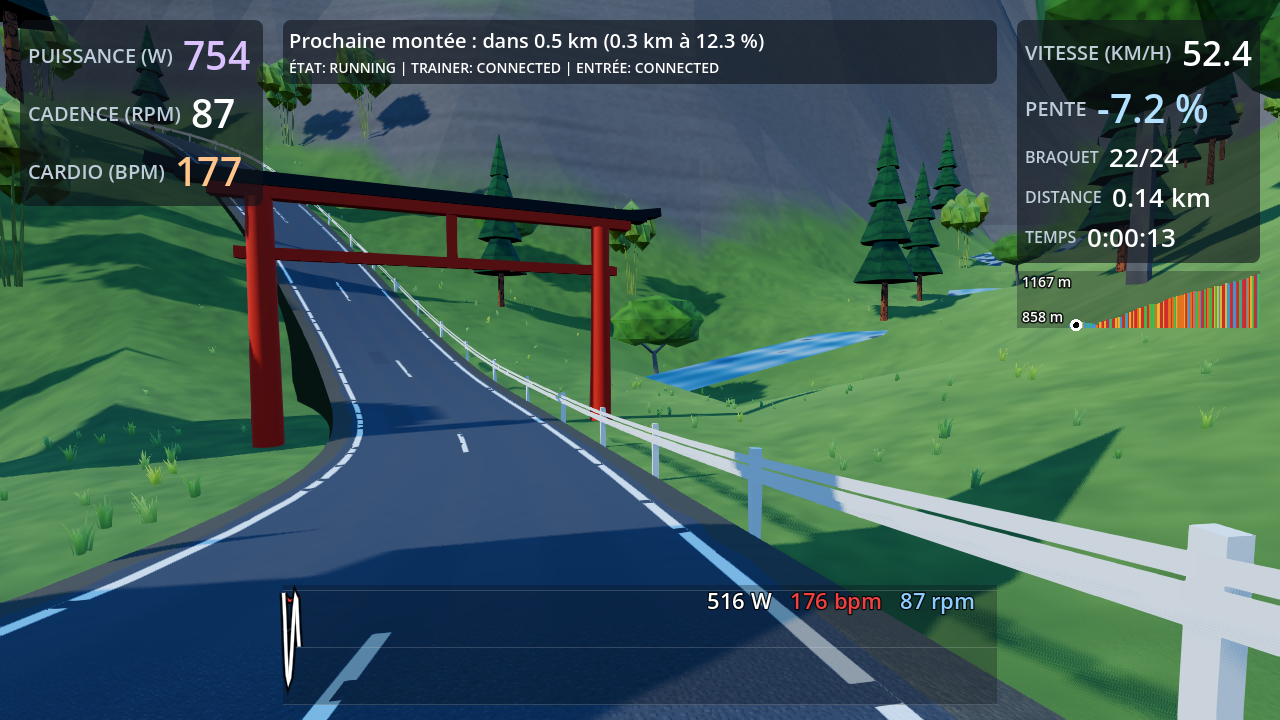 PUISSANCE (W) 754
CADENCE (RPM) 87
CARDIO (BPM) 177
Prochaine montée : dans 0.5 km (0.3 km à 12.3 %)
ÉTAT: RUNNING | TRAINER: CONNECTED | ENTRÉE: CONNECTED
VITESSE (KM/H) 52.4
PENTE -7.2 %
BRAQUET 22/24
DISTANCE 0.14 km
TEMPS 0:00:13
1167 m
858 m
516 W 176 bpm 87 rpm